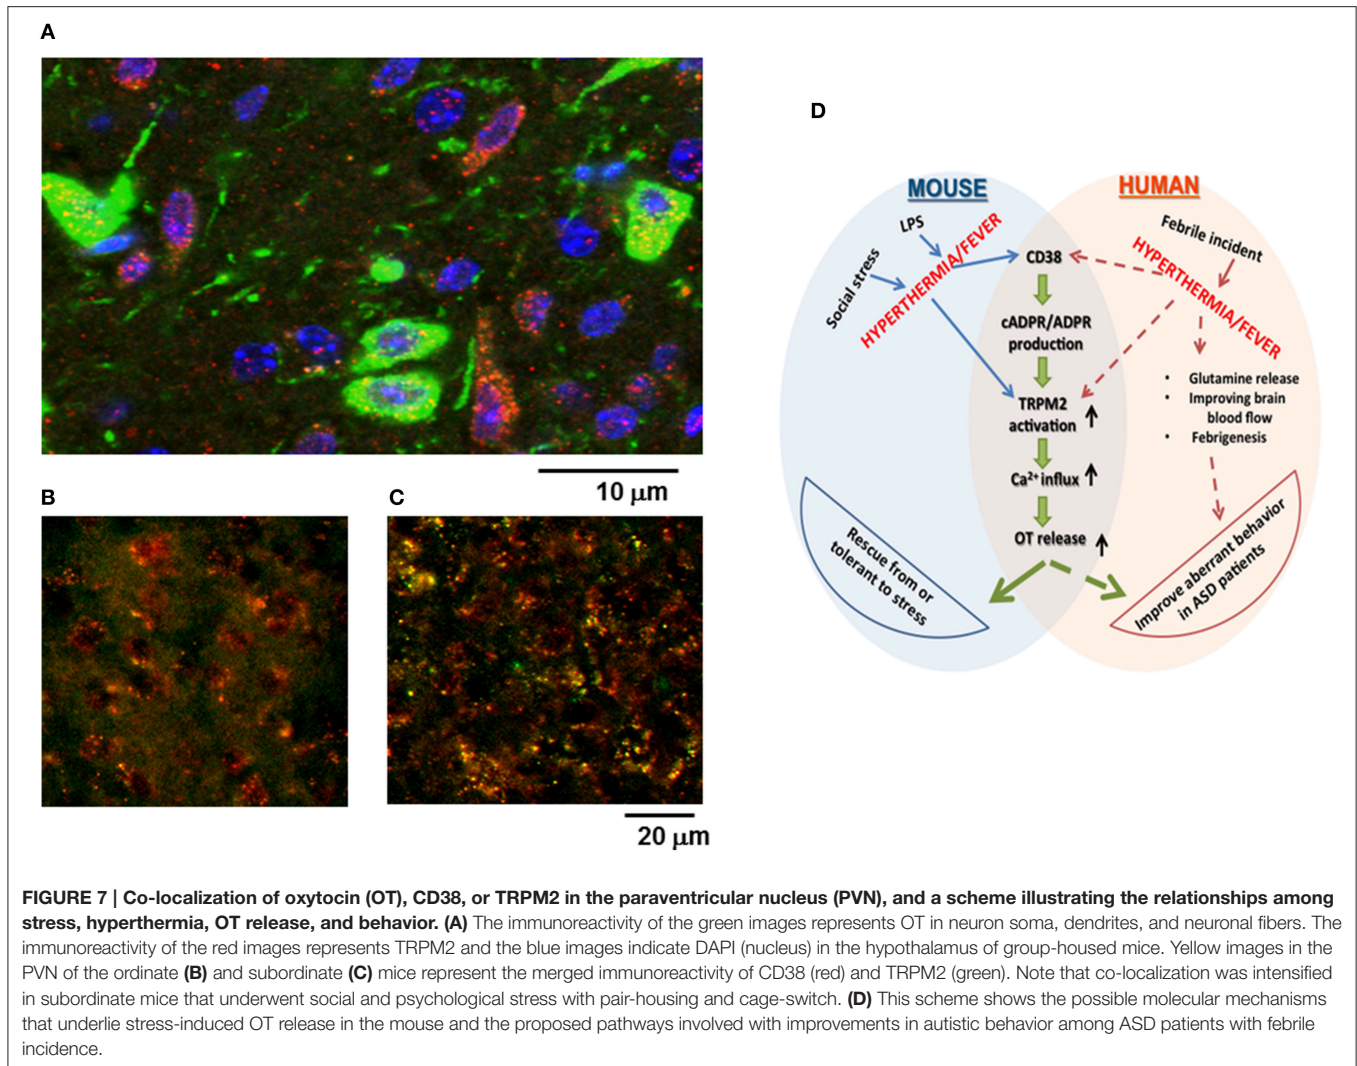 A
10 μm
B
C
20 μm
D
MOUSE
HUMAN
LPS
Social stress
HYPERTHERMIA/FEVER
Febrile incident
HYPERTHERMIA/FEVER
CD38
cADPR/ADPR
production
TRPM2
activation
Ca²⁺ influx
OT release
• Glutamine release
• Improving brain
blood flow
• Febrigenesis
Rescue from or
tolerant to stress
Improve aberrant behavior
in ASD patients
FIGURE 7 | Co-localization of oxytocin (OT), CD38, or TRPM2 in the paraventricular nucleus (PVN), and a scheme illustrating the relationships among
stress, hyperthermia, OT release, and behavior. (A) The immunoreactivity of the green images represents OT in neuron soma, dendrites, and neuronal fibers. The
immunoreactivity of the red images represents TRPM2 and the blue images indicate DAPI (nucleus) in the hypothalamus of group-housed mice. Yellow images in the
PVN of the ordinate (B) and subordinate (C) mice represent the merged immunoreactivity of CD38 (red) and TRPM2 (green). Note that co-localization was intensified
in subordinate mice that underwent social and psychological stress with pair-housing and cage-switch. (D) This scheme shows the possible molecular mechanisms
that underlie stress-induced OT release in the mouse and the proposed pathways involved with improvements in autistic behavior among ASD patients with febrile
incidence.